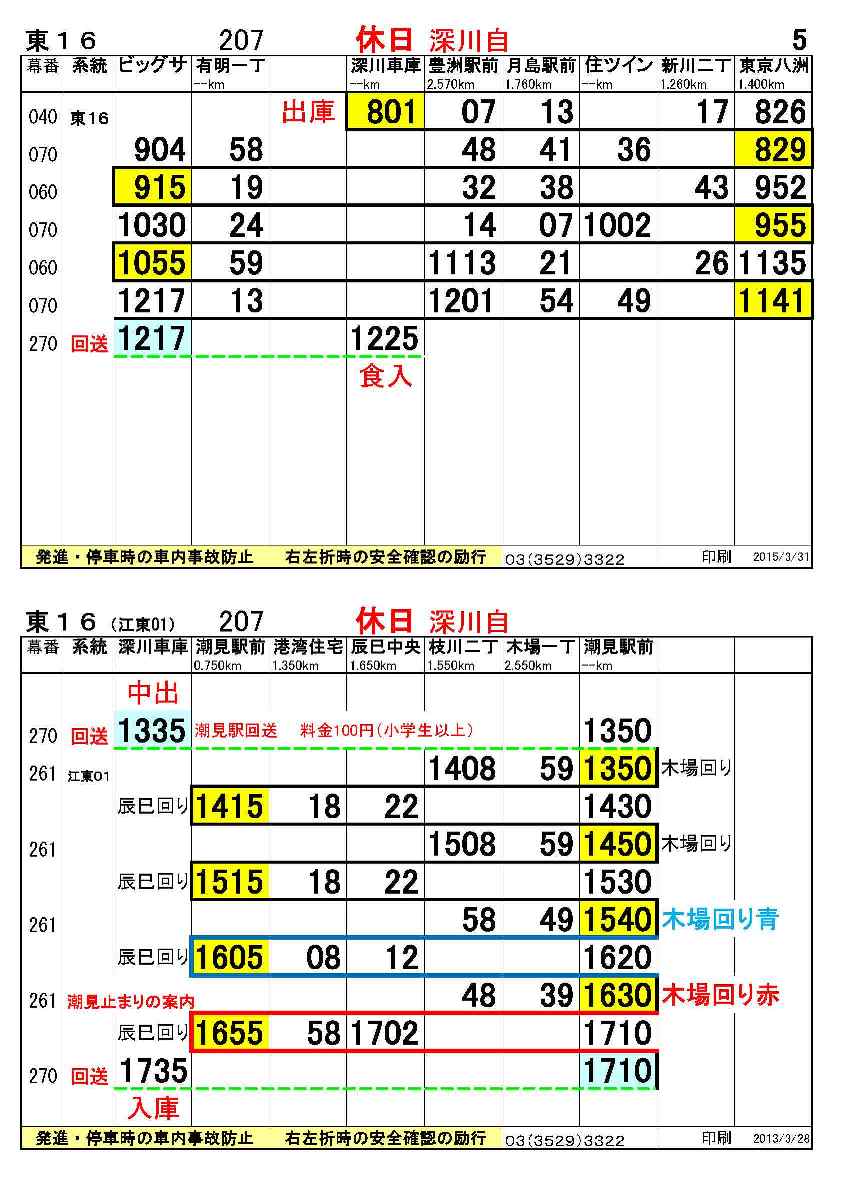 東１６ 207 休日 深川自 5
幕番 系統 ビッグサ 有明一丁 深川車庫 豊洲駅前 月島駅前 住ツイン 新川二丁 東京八洲
--km --km 2.570km 1.760km --km 1.260km 1.400km
040 東16 出庫 801 07 13 17 826
070 904 58 48 41 36 829
060 915 19 32 38 43 952
070 1030 24 14 07 1002 955
060 1055 59 1113 21 26 1135
070 1217 13 1201 54 49 1141
270 回送 1217 1225
食入
発進・停車時の車内事故防止 右左折時の安全確認の励行 03(3529)3322 印刷 2015/3/31
東１６ (江東01) 207 休日 深川自
幕番 系統 深川車庫 潮見駅前 港湾住宅 辰巳中央 枝川二丁 木場一丁 潮見駅前
0.750km 1.350km 1.650km 1.550km 2.550km --km
中出
270 回送 1335 潮見駅回送 料金100円(小学生以上) 1350
261 江東01 1408 59 1350 木場回り
辰巳回り 1415 18 22 1430
261 1508 59 1450 木場回り
辰巳回り 1515 18 22 1530
261 58 49 1540 木場回り青
辰巳回り 1605 08 12 1620
261 潮見止まりの案内 48 39 1630 木場回り赤
辰巳回り 1655 58 1702 1710
270 回送 1735 1710
入庫
発進・停車時の車内事故防止 右左折時の安全確認の励行 03(3529)3322 印刷 2013/3/28